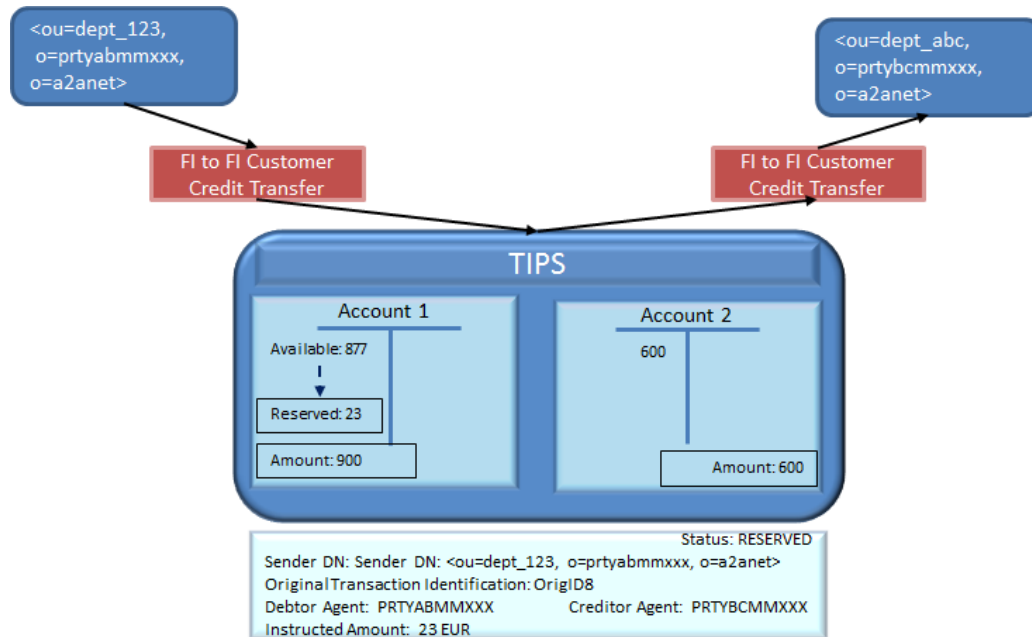 <ou=dept_123,
o=prtyabmmxxx,
o=a2anet>
<ou=dept_abc,
o=prtybcmmxxx,
o=a2anet>
FI to FI Customer
Credit Transfer
FI to FI Customer
Credit Transfer
TIPS
Account 1
Available: 877
Reserved: 23
Amount: 900
Account 2
600
Amount: 600
Status: RESERVED
Sender DN: Sender DN: <ou=dept_123, o=prtyabmmxxx, o=a2anet>
Original Transaction Identification: OrigID8
Debtor Agent: PRTYABMMXXX Creditor Agent: PRTYBCMMXXX
Instructed Amount: 23 EUR